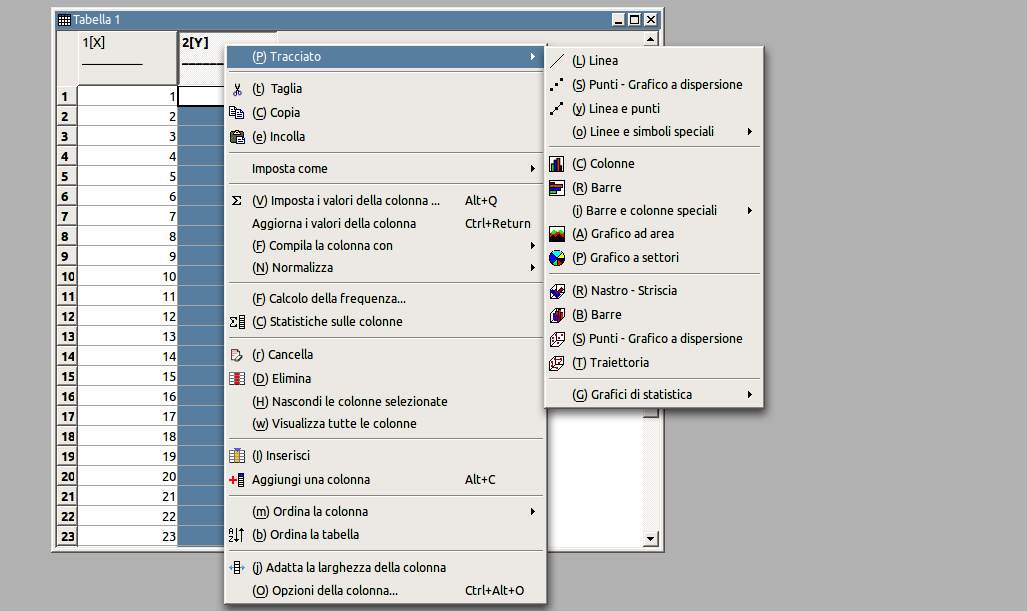 Tabella 1
1[X]
2[Y]
1
2
3
4
5
6
7
8
9
10
11
12
13
14
15
16
17
18
19
20
21
22
23
1
2
3
4
5
6
7
8
9
10
11
12
13
14
15
16
17
18
19
20
21
22
23
(P) Tracciato
(t) Taglia
(C) Copia
(e) Incolla
Imposta come
(V) Imposta i valori della colonna ... Alt+Q
Aggiorna i valori della colonna Ctrl+Return
(F) Compila la colonna con
(N) Normalizza
(F) Calcolo della frequenza...
(C) Statistiche sulle colonne
(r) Cancella
(D) Elimina
(H) Nascondi le colonne selezionate
(w) Visualizza tutte le colonne
(I) Inserisci
Aggiungi una colonna Alt+C
(m) Ordina la colonna
(b) Ordina la tabella
(j) Adatta la larghezza della colonna
(O) Opzioni della colonna... Ctrl+Alt+O
(L) Linea
(S) Punti - Grafico a dispersione
(y) Linea e punti
(o) Linee e simboli speciali
(C) Colonne
(R) Barre
(i) Barre e colonne speciali
(A) Grafico ad area
(P) Grafico a settori
(R) Nastro - Striscia
(B) Barre
(S) Punti - Grafico a dispersione
(T) Traiettoria
(G) Grafici di statistica